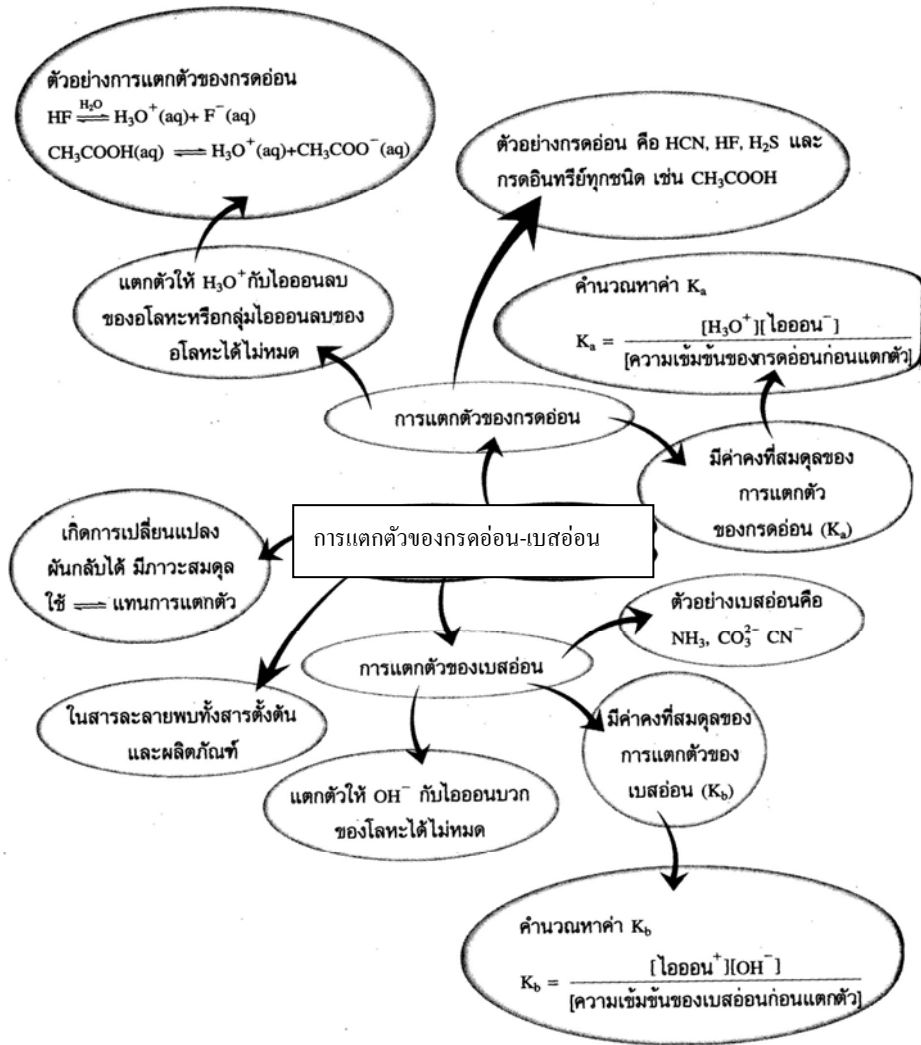 ตัวอย่างการแตกตัวของกรดอ่อน
HF ⇌ H₂O H₃O⁺(aq)+ F⁻(aq)
CH₃COOH(aq) ⇌ H₃O⁺(aq)+CH₃COO⁻(aq)
ตัวอย่างกรดอ่อน คือ HCN, HF, H₂S และ
กรดอินทรีย์ทุกชนิด เช่น CH₃COOH
แตกตัวให้ H₃O⁺กับไอออนลบ
ของอโลหะหรือกลุ่มไอออนลบของ
อโลหะได้ไม่หมด
คำนวณหาค่า Kₐ
Kₐ = [H₃O⁺][ไอออน⁻]
[ความเข้มข้นของกรดอ่อนก่อนแตกตัว]
การแตกตัวของกรดอ่อน
มีค่าคงที่สมดุลของ
การแตกตัว
ของกรดอ่อน (Kₐ)
เกิดการเปลี่ยนแปลง
ผันกลับได้ มีภาวะสมดุล
ใช้ ⇌ แทนการแตกตัว
การแตกตัวของกรดอ่อน-เบสอ่อน
ตัวอย่างเบสอ่อนคือ
NH₃, CO₃²⁻ CN⁻
การแตกตัวของเบสอ่อน
ในสารละลายพบทั้งสารตั้งต้น
และผลิตภัณฑ์
มีค่าคงที่สมดุลของ
การแตกตัวของ
เบสอ่อน (K_b)
แตกตัวให้ OH⁻ กับไอออนบวก
ของโลหะได้ไม่หมด
คำนวณหาค่า K_b
K_b = [ไอออน⁺][OH⁻]
[ความเข้มข้นของเบสอ่อนก่อนแตกตัว]